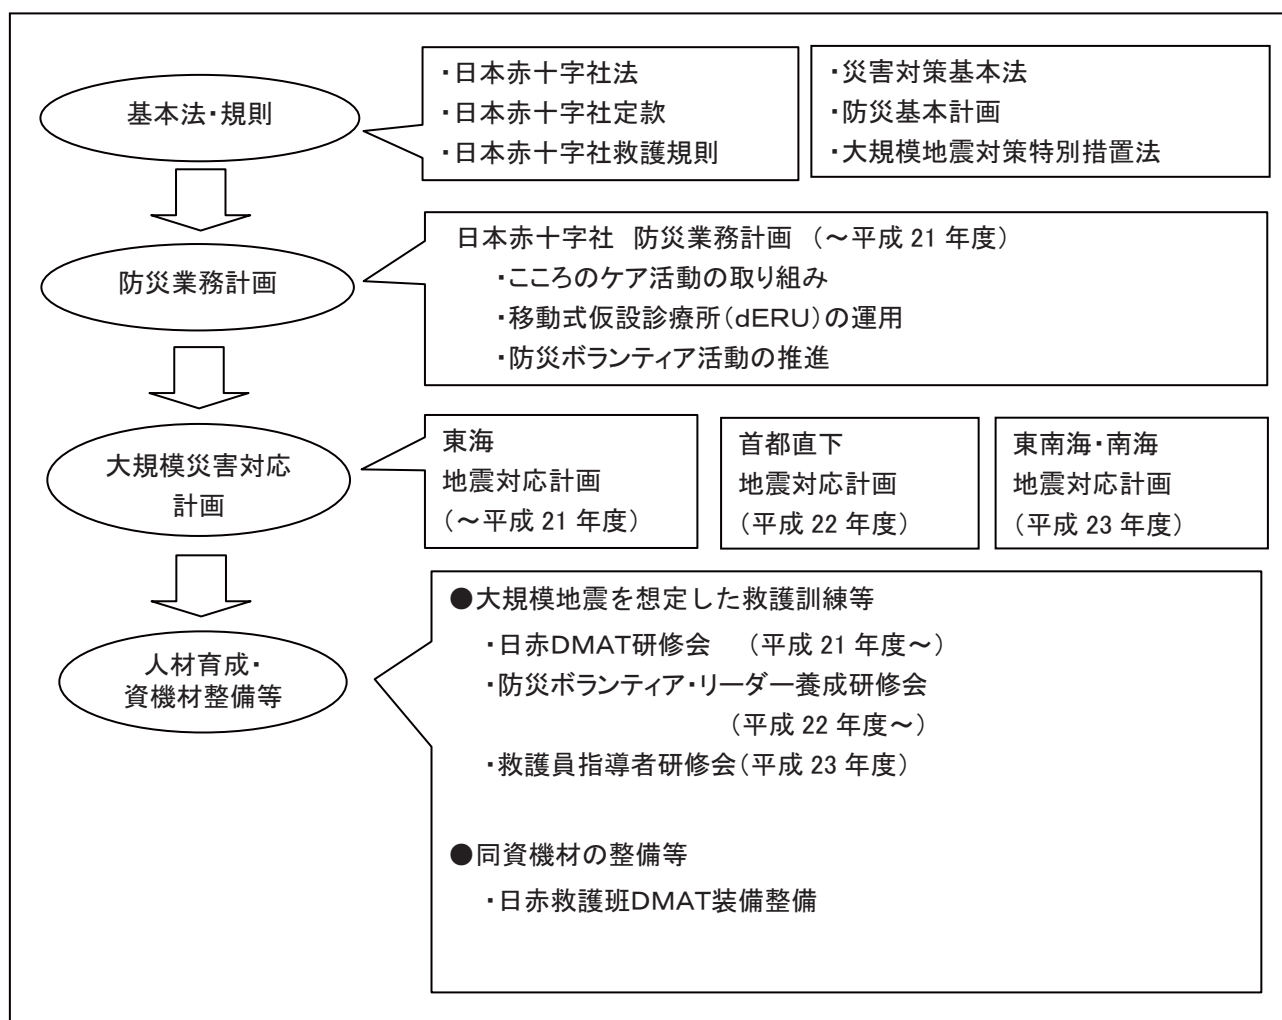 基本法・規則
・日本赤十字社法
・日本赤十字社定款
・日本赤十字社救護規則
・災害対策基本法
・防災基本計画
・大規模地震対策特別措置法
防災業務計画
日本赤十字社 防災業務計画 (～平成 21 年度)
・こころのケア活動の取り組み
・移動式仮設診療所(dERU)の運用
・防災ボランティア活動の推進
大規模災害対応
計画
東海
地震対応計画
(～平成 21 年度)
首都直下
地震対応計画
(平成 22 年度)
東南海・南海
地震対応計画
(平成 23 年度)
人材育成・
資機材整備等
●大規模地震を想定した救護訓練等
・日赤DMAT研修会 (平成 21 年度～)
・防災ボランティア・リーダー養成研修会
(平成 22 年度～)
・救護員指導者研修会(平成 23 年度)
●同資機材の整備等
・日赤救護班DMAT装備整備